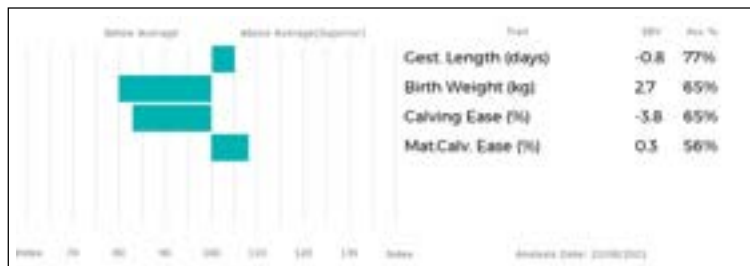 Below Average Above Average(Superior) Trait EBV Acc %
Gest. Length (days) -0.8 77%
Birth Weight (kg) 2.7 65%
Calving Ease (%) -3.8 65%
Mat.Calv. Ease (%) 0.3 56%
Index 70 80 90 100 110 120 130 Index Analysis Date: